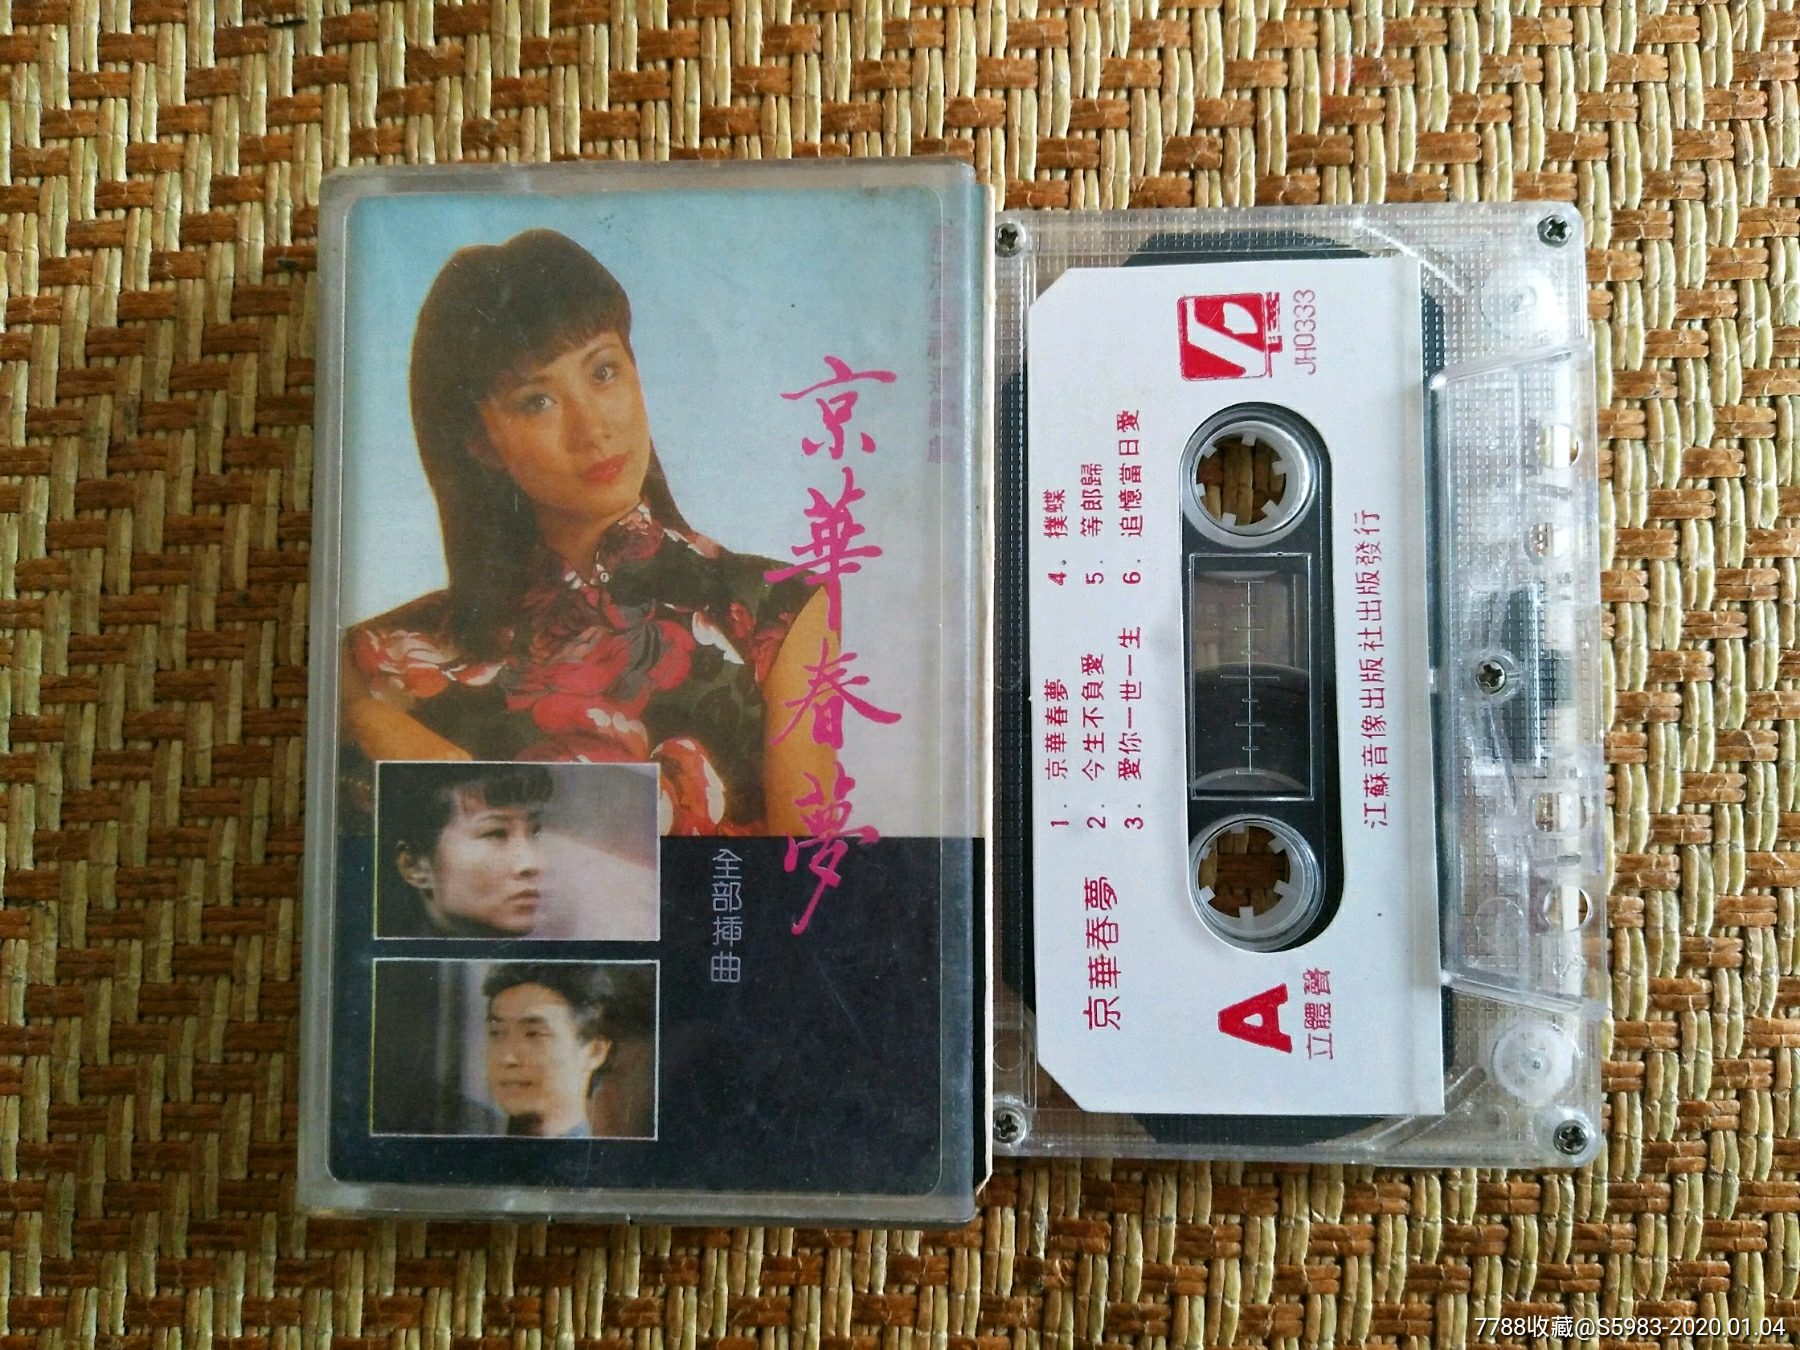 京華春夢
全部插曲
JH0333
京華春夢
1. 京華春夢
2. 今生不負愛
3. 愛你一世一生
4. 撲蝶
5. 等郎歸
6. 追憶當日愛
A
立體聲
江蘇音像出版社出版發行
7788收藏@S5983-2020.01.04